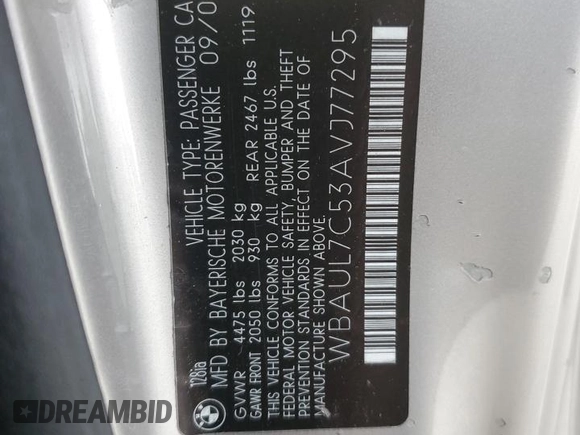 VEHICLE TYPE: PASSENGER CA
MFD BY BAYERISCHE MOTORENWERKE 09/0
128ia
GVWR 4475 lbs 2030 kg
GAWR FRONT 2050 lbs 930 kg REAR 2467 lbs 1119
THIS VEHICLE CONFORMS TO ALL APPLICABLE U.S.
FEDERAL MOTOR VEHICLE SAFETY, BUMPER AND THEFT
PREVENTION STANDARDS IN EFFECT ON THE DATE OF
MANUFACTURE SHOWN ABOVE.
WBAUL7C53AVJ77295
BMW
DREAMBID